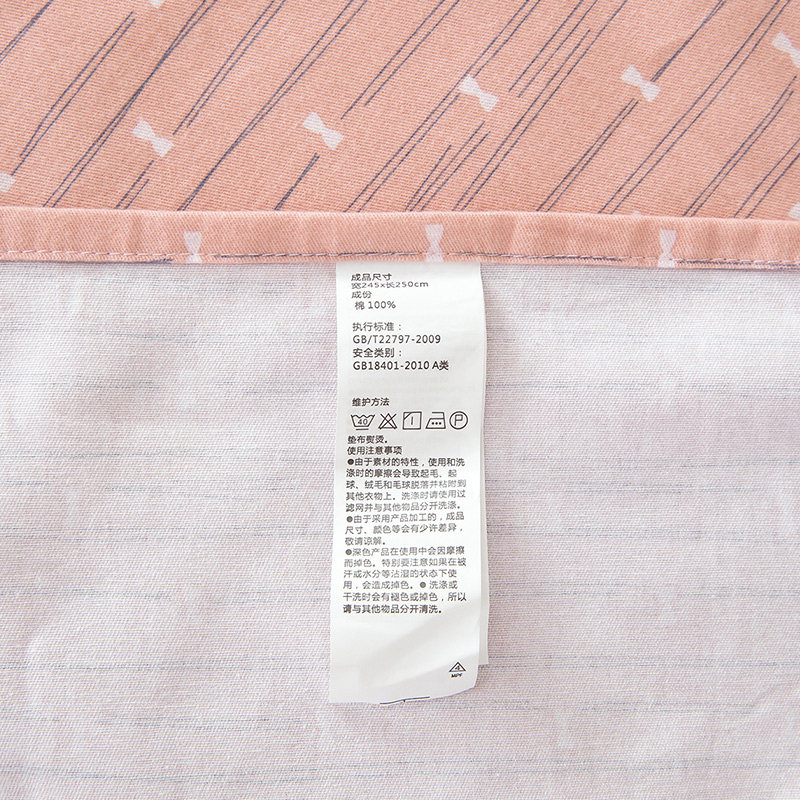 成品尺寸
宽245x长250cm
成份
棉 100%
执行标准：
GB/T22797-2009
安全类别：
GB18401-2010 A类
维护方法
40 P
垫布熨烫。
使用注意事项
●由于素材的特性，使用和洗
涤时的摩擦会导致起毛、起
球、绒毛和毛球脱落并粘附到
其他衣物上。洗涤时请使用过
滤网并与其他物品分开洗涤。
●由于采用产品加工的，成品
尺寸、颜色等会有少许差异，
敬请谅解。
●深色产品在使用中会因摩擦
而掉色。特别要注意如果在被
汗或水分等沾湿的状态下使
用，会造成掉色。●洗涤或
干洗时会有褪色或掉色，所以
请与其他物品分开清洗。
MPF